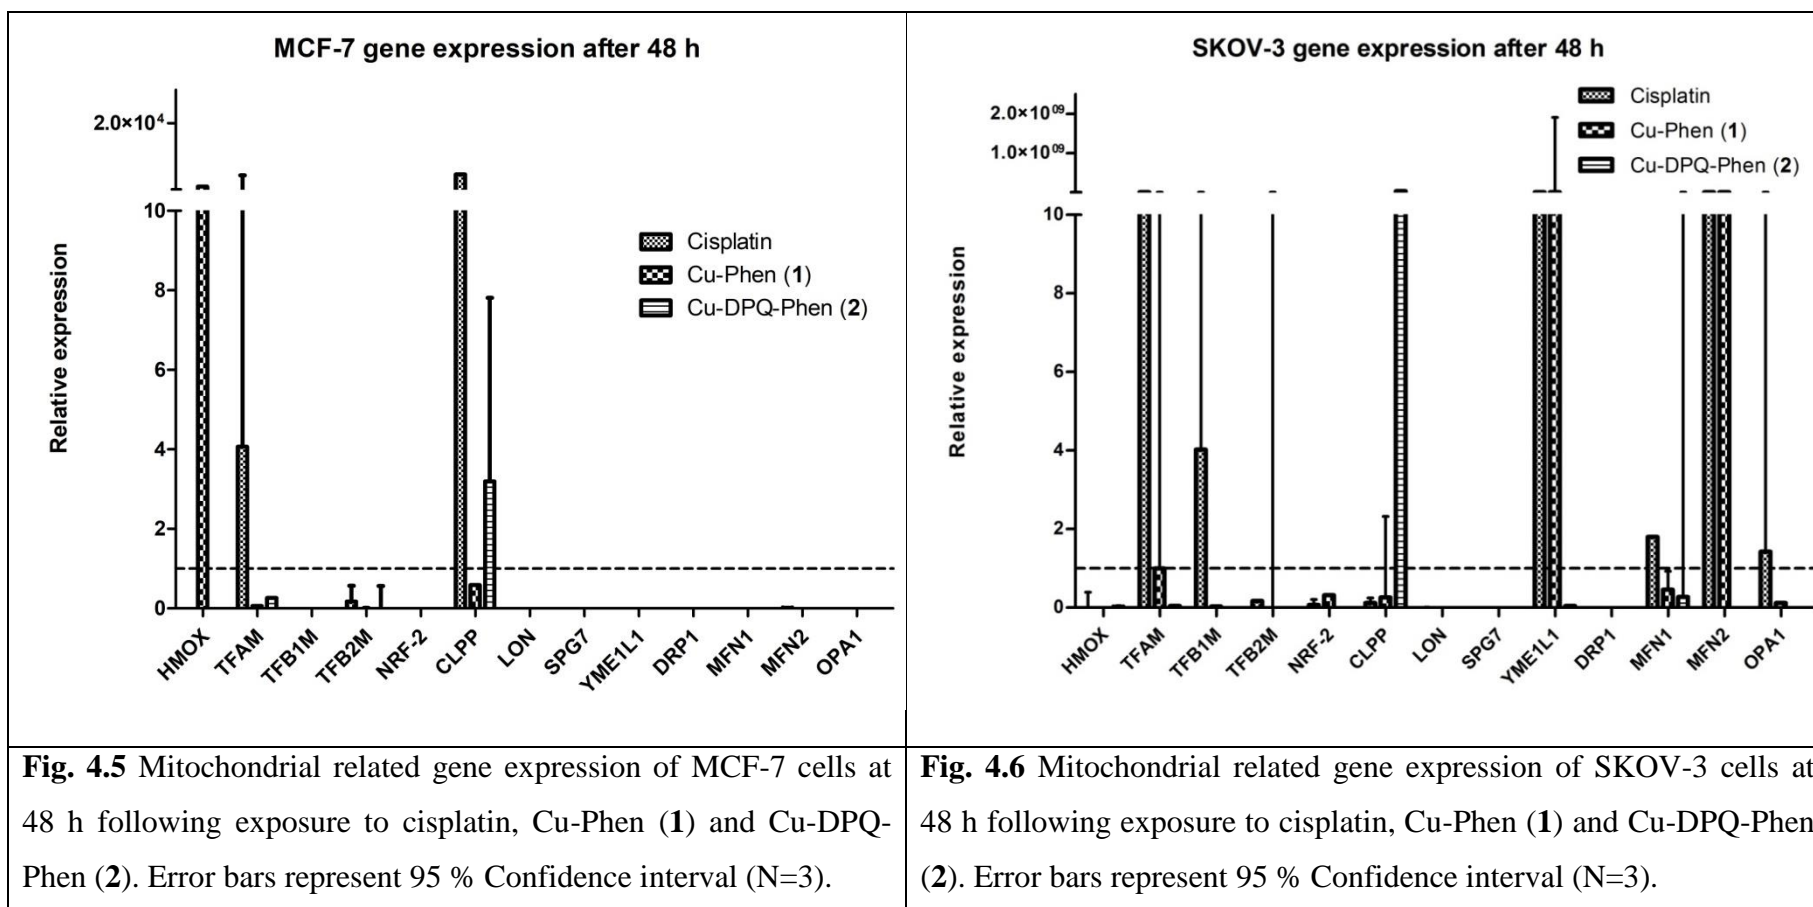 MCF-7 gene expression after 48 h
2.0×10⁴
10
8
6
4
2
0
Relative expression
Cisplatin
Cu-Phen (1)
Cu-DPQ-Phen (2)
HMOX
TFAM
TFB1M
TFB2M
NRF-2
CLPP
LON
SPG7
YME1L1
DRP1
MFN1
MFN2
OPA1
SKOV-3 gene expression after 48 h
2.0×10⁰⁹
1.0×10⁰⁹
10
8
6
4
2
0
Relative expression
Cisplatin
Cu-Phen (1)
Cu-DPQ-Phen (2)
HMOX
TFAM
TFB1M
TFB2M
NRF-2
CLPP
LON
SPG7
YME1L1
DRP1
MFN1
MFN2
OPA1
Fig. 4.5 Mitochondrial related gene expression of MCF-7 cells at
48 h following exposure to cisplatin, Cu-Phen (1) and Cu-DPQ-
Phen (2). Error bars represent 95 % Confidence interval (N=3).
Fig. 4.6 Mitochondrial related gene expression of SKOV-3 cells at
48 h following exposure to cisplatin, Cu-Phen (1) and Cu-DPQ-Phen
(2). Error bars represent 95 % Confidence interval (N=3).